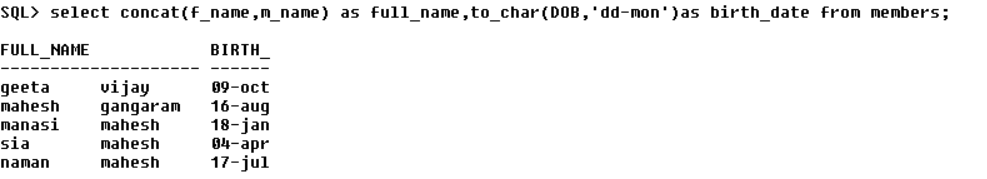 SQL> select concat(f_name,m_name) as full_name,to_char(DOB,'dd-mon')as birth_date from members;
FULL_NAME            BIRTH_
-------------------- ------
geeta     vijay      09-oct
mahesh    gangaram   16-aug
manasi    mahesh     18-jan
sia       mahesh     04-apr
naman     mahesh     17-jul